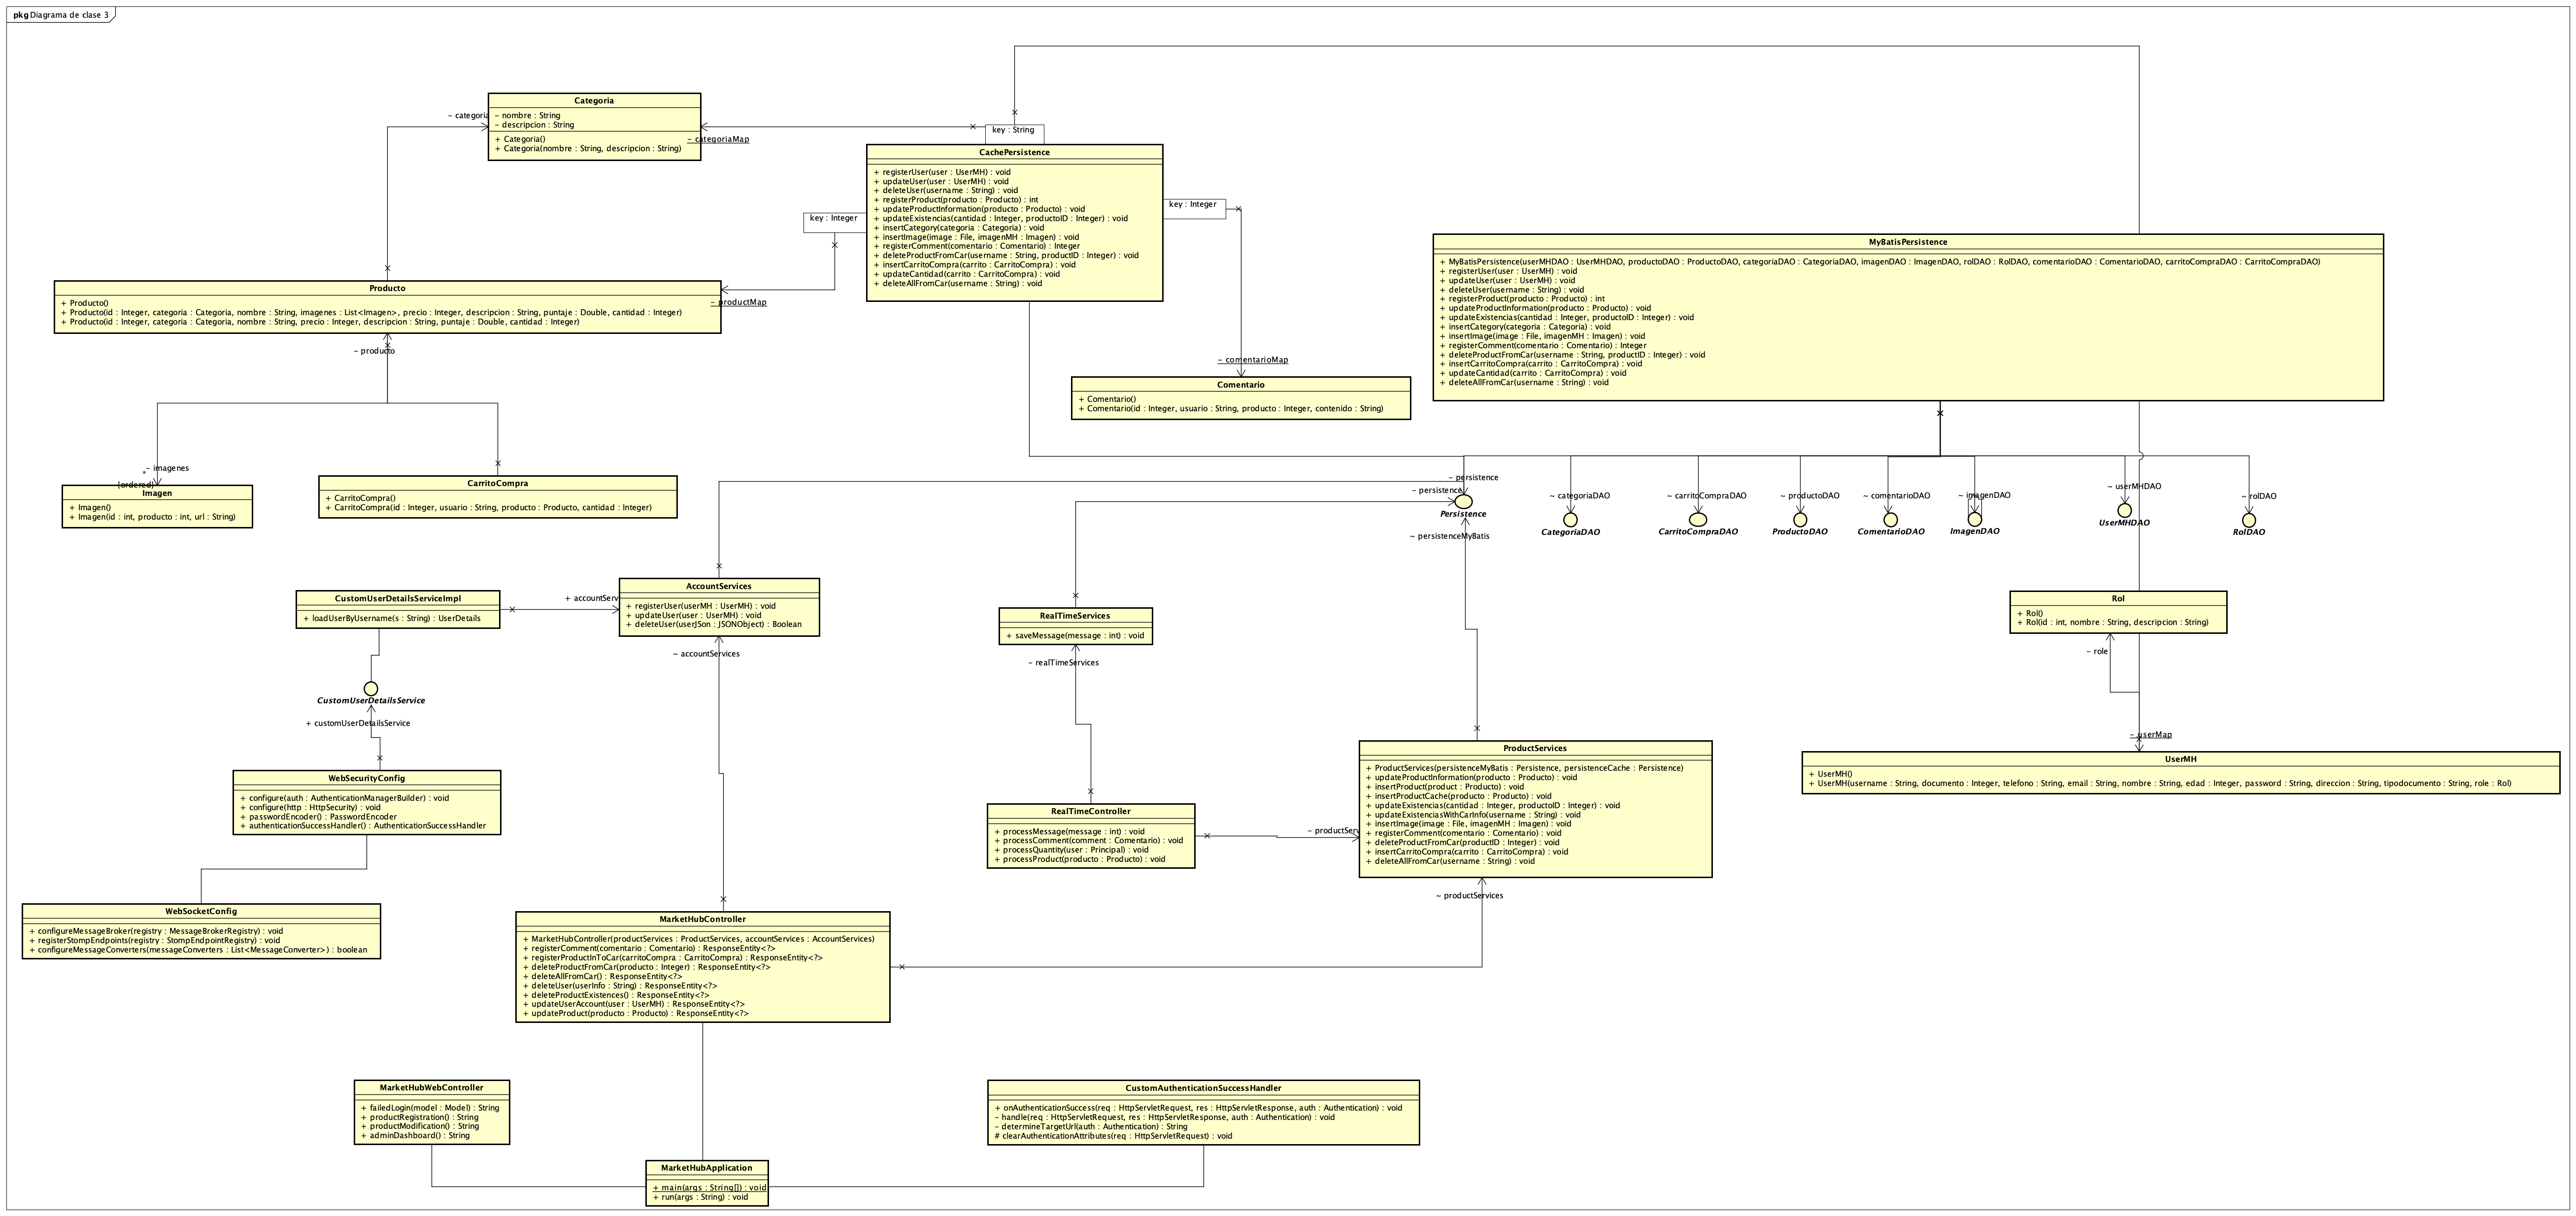 pkg Diagrama de clase 3
Categoria
- nombre : String
- descripcion : String
+ Categoria()
+ Categoria(nombre : String, descripcion : String)
- categoria
- categoriaMap
key : String
CachePersistence
+ registerUser(user : UserMH) : void
+ updateUser(user : UserMH) : void
+ deleteUser(username : String) : void
+ registerProduct(producto : Producto) : int
+ updateProductInformation(producto : Producto) : void
+ updateExistencias(cantidad : Integer, productoID : Integer) : void
+ insertCategory(categoria : Categoria) : void
+ insertImage(image : File, imagenMH : Imagen) : void
+ registerComment(comentario : Comentario) : Integer
+ deleteProductFromCar(username : String, productID : Integer) : void
+ insertCarritoCompra(carrito : CarritoCompra) : void
+ updateCantidad(carrito : CarritoCompra) : void
+ deleteAllFromCar(username : String) : void
key : Integer
key : Integer
MyBatisPersistence
+ MyBatisPersistence(userMHDAO : UserMHDAO, productoDAO : ProductoDAO, categoriaDAO : CategoriaDAO, imagenDAO : ImagenDAO, rolDAO : RolDAO, comentarioDAO : ComentarioDAO, carritoCompraDAO : CarritoCompraDAO)
+ registerUser(user : UserMH) : void
+ updateUser(user : UserMH) : void
+ deleteUser(username : String) : void
+ registerProduct(producto : Producto) : int
+ updateProductInformation(producto : Producto) : void
+ updateExistencias(cantidad : Integer, productoID : Integer) : void
+ insertCategory(categoria : Categoria) : void
+ insertImage(image : File, imagenMH : Imagen) : void
+ registerComment(comentario : Comentario) : Integer
+ deleteProductFromCar(username : String, productID : Integer) : void
+ insertCarritoCompra(carrito : CarritoCompra) : void
+ updateCantidad(carrito : CarritoCompra) : void
+ deleteAllFromCar(username : String) : void
Producto
+ Producto()
+ Producto(id : Integer, categoria : Categoria, nombre : String, imagenes : List<Imagen>, precio : Integer, descripcion : String, puntaje : Double, cantidad : Integer)
+ Producto(id : Integer, categoria : Categoria, nombre : String, precio : Integer, descripcion : String, puntaje : Double, cantidad : Integer)
- productMap
- producto
- comentarioMap
Comentario
+ Comentario()
+ Comentario(id : Integer, usuario : String, producto : Integer, contenido : String)
- imagenes
*
{ordered}
Imagen
+ Imagen()
+ Imagen(id : int, producto : int, url : String)
CarritoCompra
+ CarritoCompra()
+ CarritoCompra(id : Integer, usuario : String, producto : Producto, cantidad : Integer)
- persistence
- persistence
Persistence
~ persistenceMyBatis
~ categoriaDAO
CategoriaDAO
~ carritoCompraDAO
CarritoCompraDAO
~ productoDAO
ProductoDAO
~ comentarioDAO
ComentarioDAO
~ imagenDAO
ImagenDAO
~ userMHDAO
UserMHDAO
~ rolDAO
RolDAO
CustomUserDetailsServiceImpl
+ loadUserByUsername(s : String) : UserDetails
+ accountServ
AccountServices
+ registerUser(userMH : UserMH) : void
+ updateUser(user : UserMH) : void
+ deleteUser(userJSon : JSONObject) : Boolean
~ accountServices
RealTimeServices
+ saveMessage(message : int) : void
- realTimeServices
Rol
+ Rol()
+ Rol(id : int, nombre : String, descripcion : String)
- role
CustomUserDetailsService
+ customUserDetailsService
- userMap
UserMH
+ UserMH()
+ UserMH(username : String, documento : Integer, telefono : String, email : String, nombre : String, edad : Integer, password : String, direccion : String, tipodocumento : String, role : Rol)
WebSecurityConfig
+ configure(auth : AuthenticationManagerBuilder) : void
+ configure(http : HttpSecurity) : void
+ passwordEncoder() : PasswordEncoder
+ authenticationSuccessHandler() : AuthenticationSuccessHandler
ProductServices
+ ProductServices(persistenceMyBatis : Persistence, persistenceCache : Persistence)
+ updateProductInformation(producto : Producto) : void
+ insertProduct(product : Producto) : void
+ insertProductCache(producto : Producto) : void
+ updateExistencias(cantidad : Integer, productoID : Integer) : void
+ updateExistenciasWithCarInfo(username : String) : void
+ insertImage(image : File, imagenMH : Imagen) : void
+ registerComment(comentario : Comentario) : void
+ deleteProductFromCar(productID : Integer) : void
+ insertCarritoCompra(carrito : CarritoCompra) : void
+ deleteAllFromCar(username : String) : void
RealTimeController
+ processMessage(message : int) : void
+ processComment(comment : Comentario) : void
+ processQuantity(user : Principal) : void
+ processProduct(producto : Producto) : void
- productServ
~ productServices
WebSocketConfig
+ configureMessageBroker(registry : MessageBrokerRegistry) : void
+ registerStompEndpoints(registry : StompEndpointRegistry) : void
+ configureMessageConverters(messageConverters : List<MessageConverter>) : boolean
MarketHubController
+ MarketHubController(productServices : ProductServices, accountServices : AccountServices)
+ registerComment(comentario : Comentario) : ResponseEntity<?>
+ registerProductInToCar(carritoCompra : CarritoCompra) : ResponseEntity<?>
+ deleteProductFromCar(producto : Integer) : ResponseEntity<?>
+ deleteAllFromCar() : ResponseEntity<?>
+ deleteUser(userInfo : String) : ResponseEntity<?>
+ deleteProductExistences() : ResponseEntity<?>
+ updateUserAccount(user : UserMH) : ResponseEntity<?>
+ updateProduct(producto : Producto) : ResponseEntity<?>
MarketHubWebController
+ failedLogin(model : Model) : String
+ productRegistration() : String
+ productModification() : String
+ adminDashboard() : String
CustomAuthenticationSuccessHandler
+ onAuthenticationSuccess(req : HttpServletRequest, res : HttpServletResponse, auth : Authentication) : void
- handle(req : HttpServletRequest, res : HttpServletResponse, auth : Authentication) : void
- determineTargetUrl(auth : Authentication) : String
# clearAuthenticationAttributes(req : HttpServletRequest) : void
MarketHubApplication
+ main(args : String[]) : void
+ run(args : String) : void